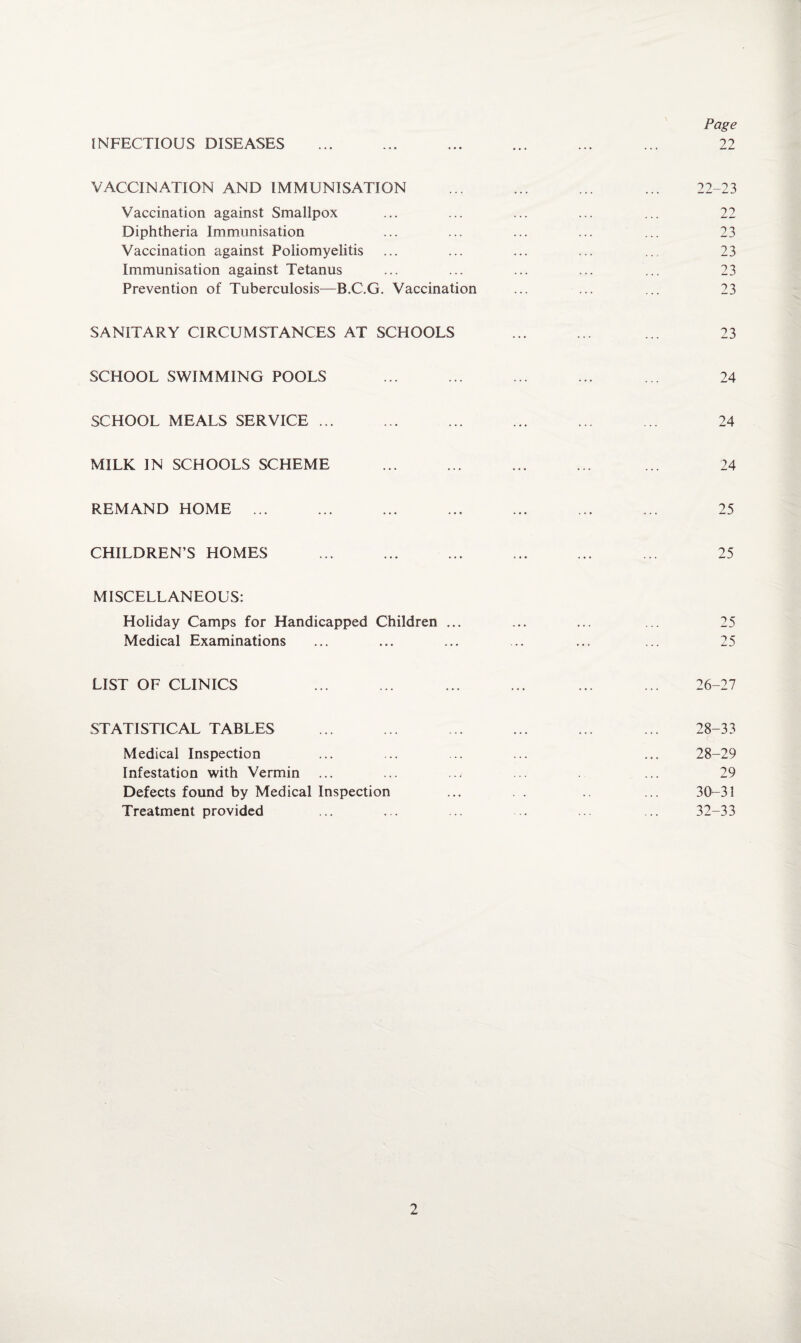 Page
INFECTIOUS DISEASES ... ... ... ... ... ... 22
VACCINATION AND IMMUNISATION ... ... ... ... 22-23
Vaccination against Smallpox ... ... ... ... ... 22
Diphtheria Immunisation ... ... ... ... ... 23
Vaccination against Poliomyelitis ... ... ... ... ... 23
Immunisation against Tetanus ... ... ... ... ... 23
Prevention of Tuberculosis—B.C.G. Vaccination ... ... ... 23
SANITARY CIRCUMSTANCES AT SCHOOLS ... ... ... 23
SCHOOL SWIMMING POOLS ... ... ... ... ... 24
SCHOOL MEALS SERVICE ... ... ... ... ... ... 24
MILK IN SCHOOLS SCHEME ... ... ... ... ... 24
REMAND HOME ... ... ... ... ... ... ... 25
CHILDREN'S HOMES ... ... ... ... ... ... 25
MISCELLANEOUS:
Holiday Camps for Handicapped Children ... ... ... ... 25
Medical Examinations ... ... ... ... ... ... 25
LIST OF CLINICS ... ... ... ... ... ... 26-27
STATISTICAL TABLES ... ... ... ... ... ... 28-33
Medical Inspection ... ... ... ... ... 28-29
Infestation with Vermin ... ... ... ... . ... 29
Defects found by Medical Inspection ... . . .. ... 30-31
Treatment provided ... ... ... ... ... ... 32-33
2